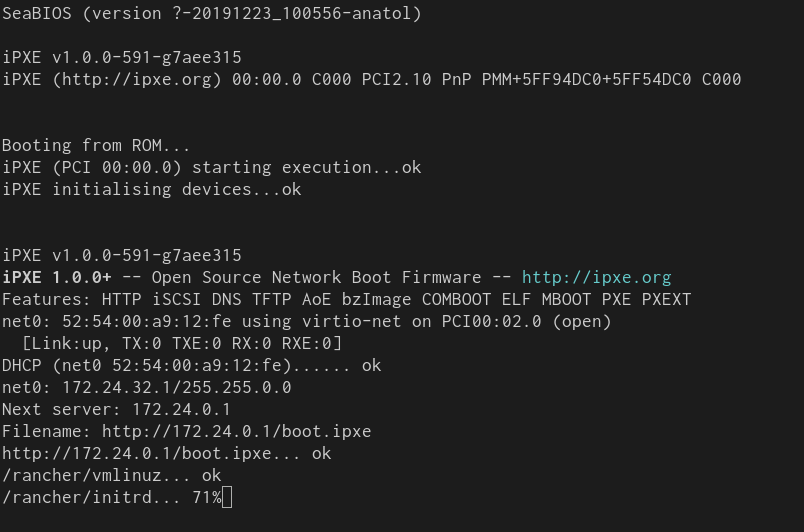 SeaBIOS (version ?-20191223_100556-anatol)
iPXE v1.0.0-591-g7aee315
iPXE (http://ipxe.org) 00:00.0 C000 PCI2.10 PnP PMM+5FF94DC0+5FF54DC0 C000
Booting from ROM...
iPXE (PCI 00:00.0) starting execution...ok
iPXE initialising devices...ok
iPXE v1.0.0-591-g7aee315
iPXE 1.0.0+ -- Open Source Network Boot Firmware -- http://ipxe.org
Features: HTTP iSCSI DNS TFTP AoE bzImage COMBOOT ELF MBOOT PXE PXEXT
net0: 52:54:00:a9:12:fe using virtio-net on PCI00:02.0 (open)
[Link:up, TX:0 TXE:0 RX:0 RXE:0]
DHCP (net0 52:54:00:a9:12:fe)...... ok
net0: 172.24.32.1/255.255.0.0
Next server: 172.24.0.1
Filename: http://172.24.0.1/boot.ipxe
http://172.24.0.1/boot.ipxe... ok
/rancher/vmlinuz... ok
/rancher/initrd... 71%